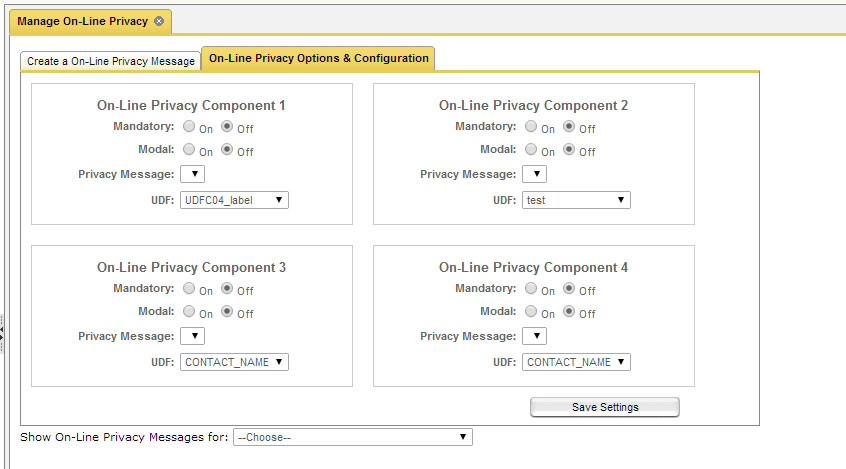 Manage On-Line Privacy
Create a On-Line Privacy Message
On-Line Privacy Options & Configuration
On-Line Privacy Component 1
Mandatory: On Off
Modal: On Off
Privacy Message:
UDF: UDFC04_label
On-Line Privacy Component 2
Mandatory: On Off
Modal: On Off
Privacy Message:
UDF: test
On-Line Privacy Component 3
Mandatory: On Off
Modal: On Off
Privacy Message:
UDF: CONTACT_NAME
On-Line Privacy Component 4
Mandatory: On Off
Modal: On Off
Privacy Message:
UDF: CONTACT_NAME
Save Settings
Show On-Line Privacy Messages for: --Choose--